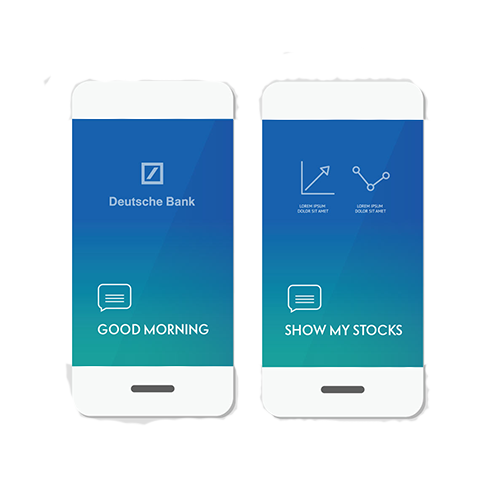 Deutsche Bank
GOOD MORNING
LOREM IPSUM
DOLOR SIT AMET
LOREM IPSUM
DOLOR SIT AMET
SHOW MY STOCKS